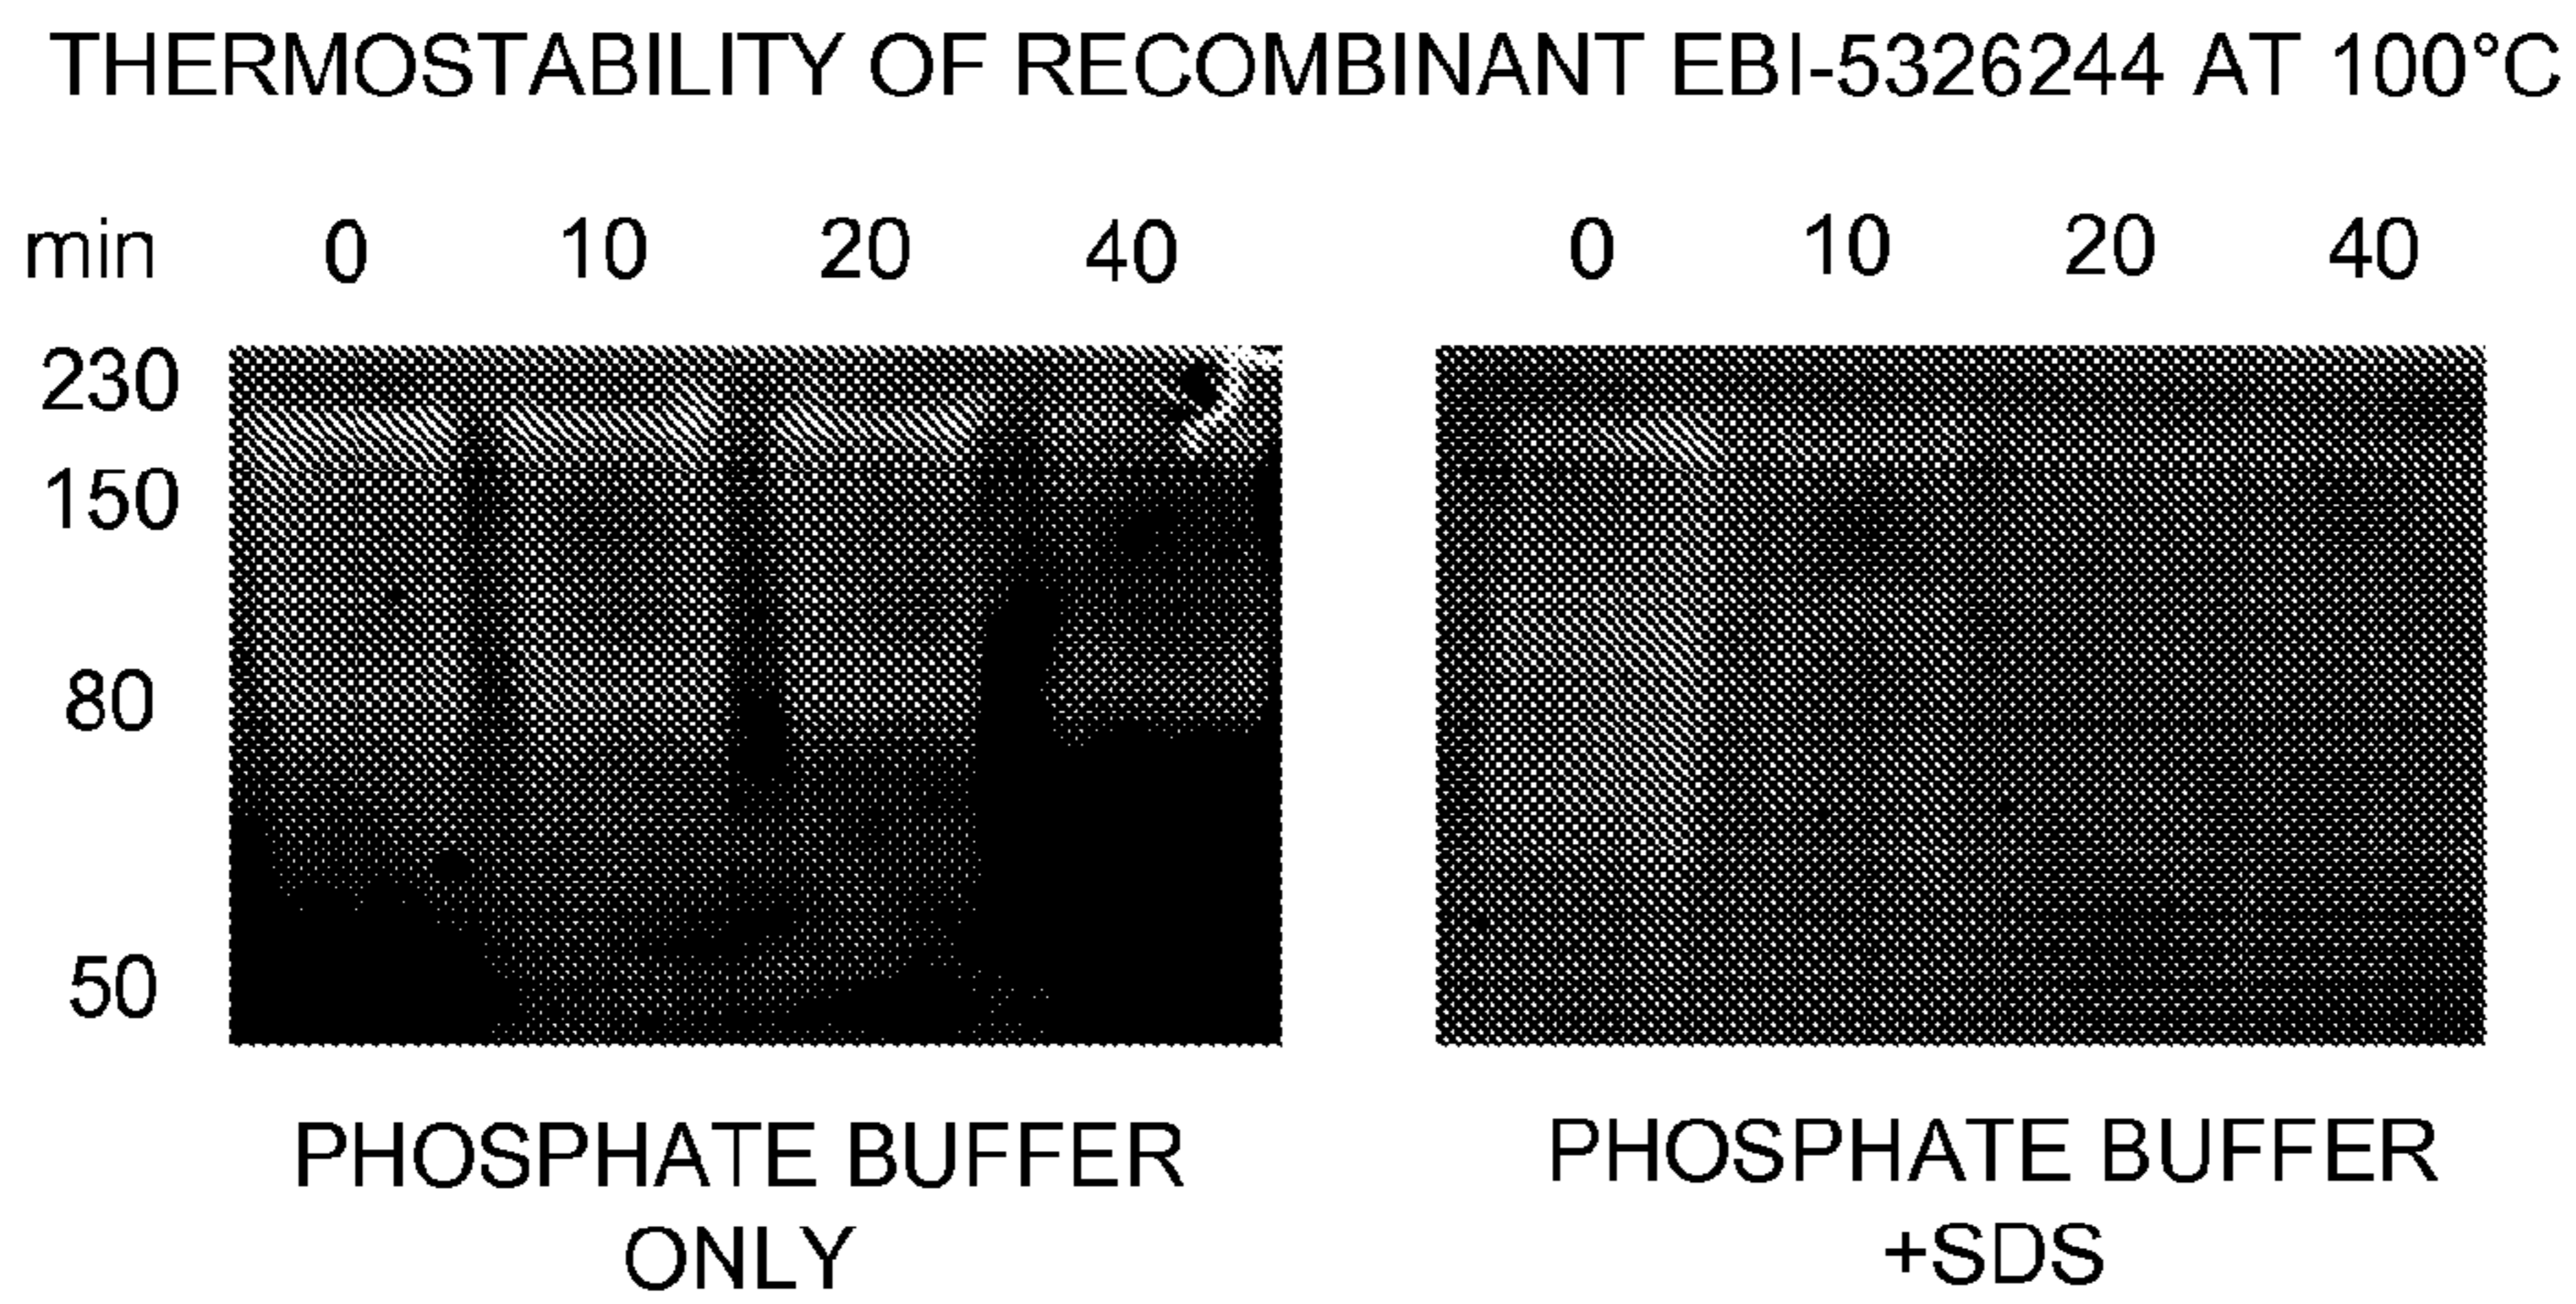 THERMOSTABILITY OF RECOMBINANT EBI-5326244 AT 100°C
min 0 10 20 40 0 10 20 40
230
150
80
50
PHOSPHATE BUFFER ONLY
PHOSPHATE BUFFER +SDS